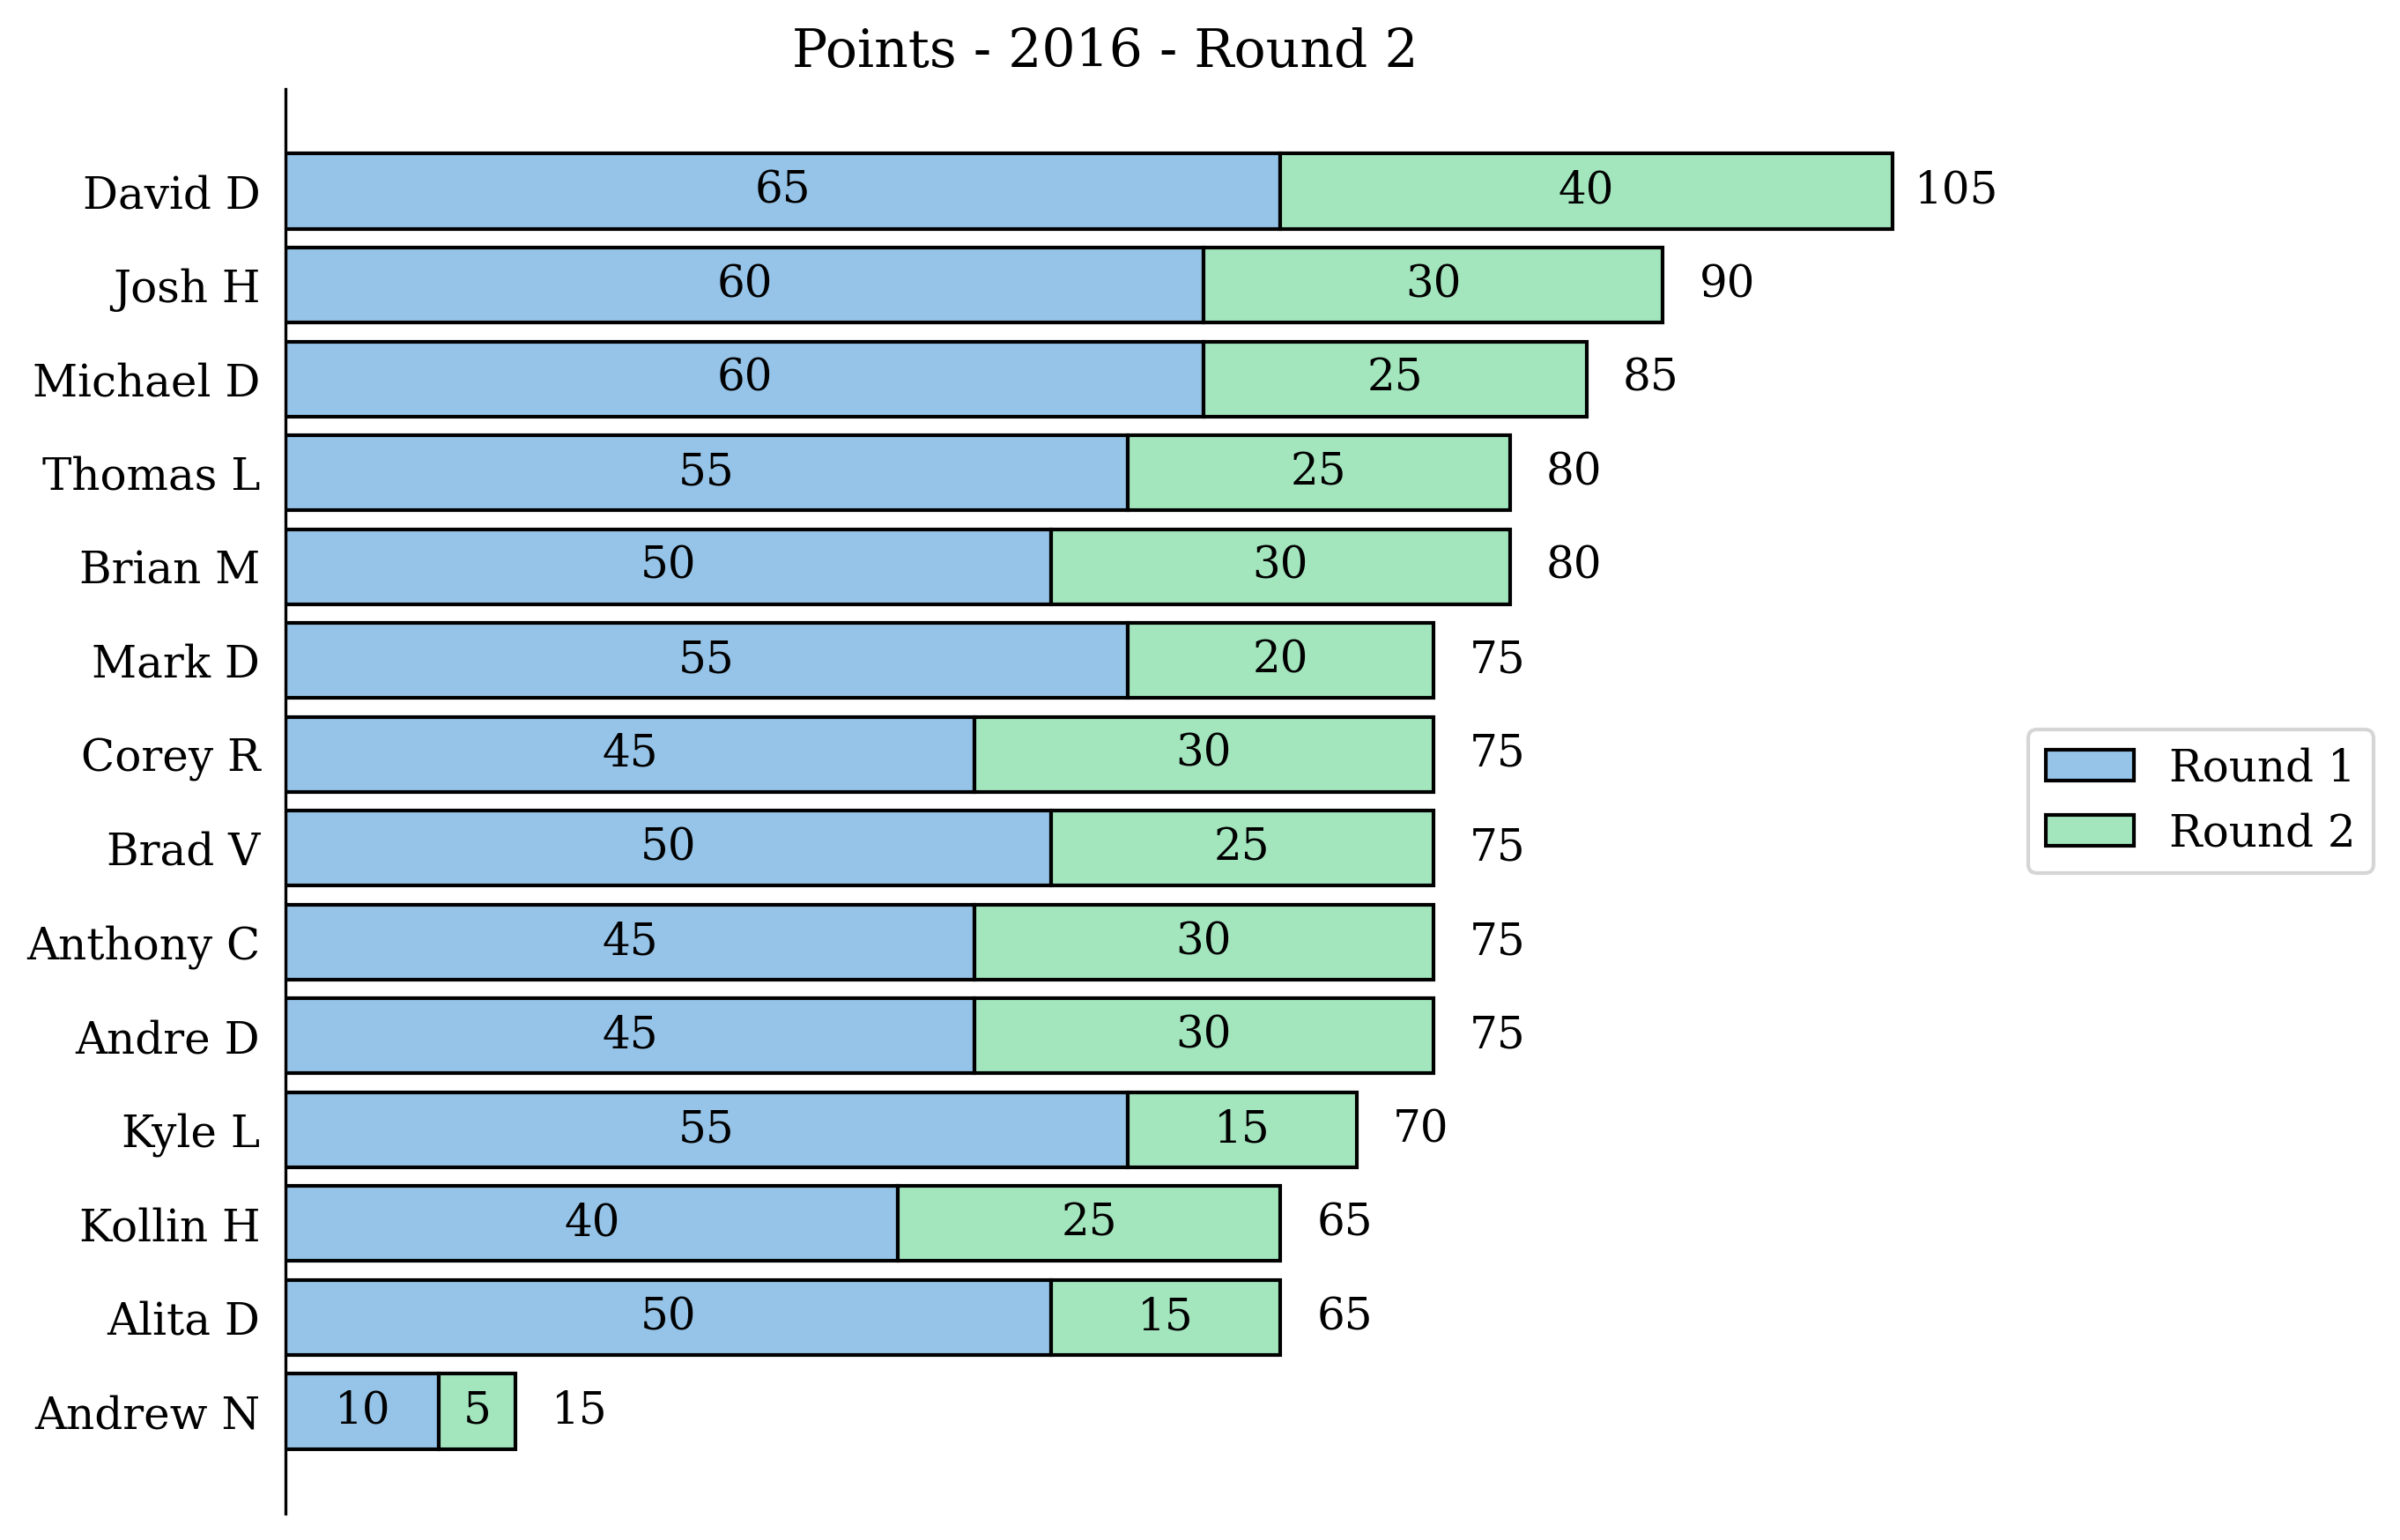 Points - 2016 - Round 2
David D 65 40 105
Josh H 60 30 90
Michael D 60 25 85
Thomas L 55 25 80
Brian M 50 30 80
Mark D 55 20 75
Corey R 45 30 75
Brad V 50 25 75
Anthony C 45 30 75
Andre D 45 30 75
Kyle L 55 15 70
Kollin H 40 25 65
Alita D 50 15 65
Andrew N 10 5 15
Round 1
Round 2